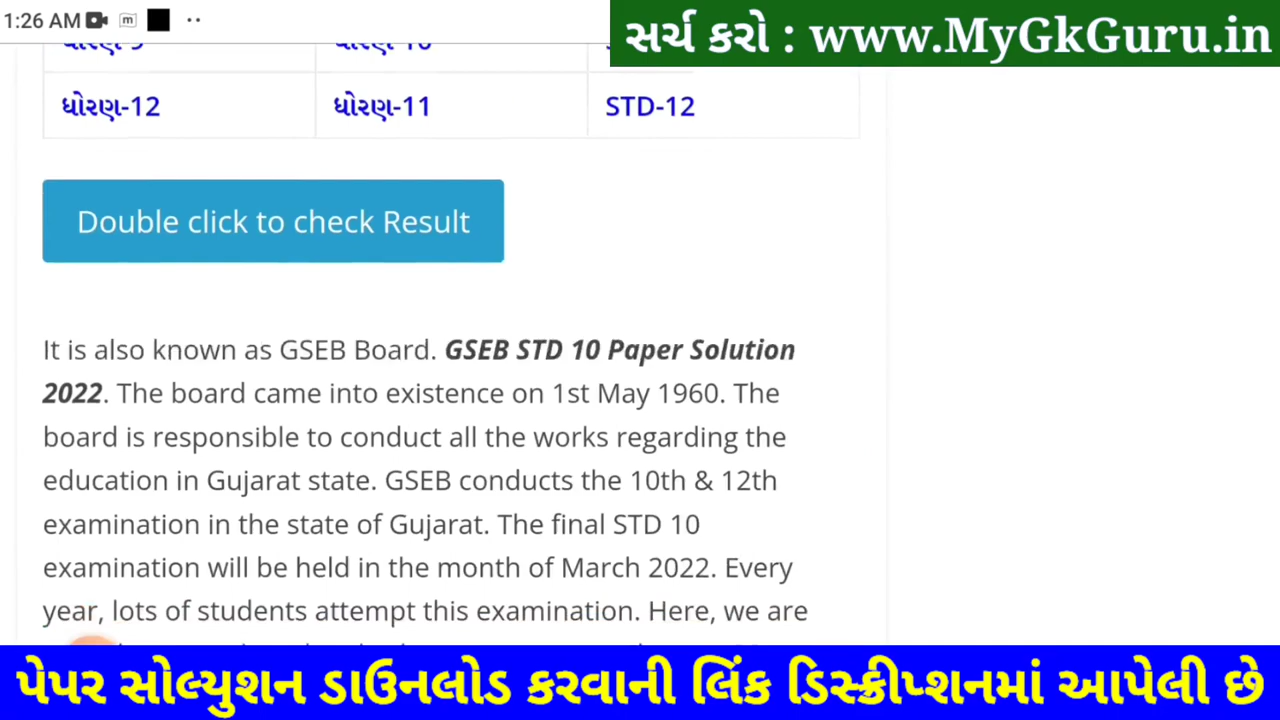 1:26 AM
સર્ચ કરો : www.MyGkGuru.in
ધોરણ-12 ધોરણ-11 STD-12
Double click to check Result
It is also known as GSEB Board. GSEB STD 10 Paper Solution
2022. The board came into existence on 1st May 1960. The
board is responsible to conduct all the works regarding the
education in Gujarat state. GSEB conducts the 10th & 12th
examination in the state of Gujarat. The final STD 10
examination will be held in the month of March 2022. Every
year, lots of students attempt this examination. Here, we are
પેપર સોલ્યુશન ડાઉનલોડ કરવાની લિંક ડિસ્ક્રીપ્શનમાં આપેલી છે